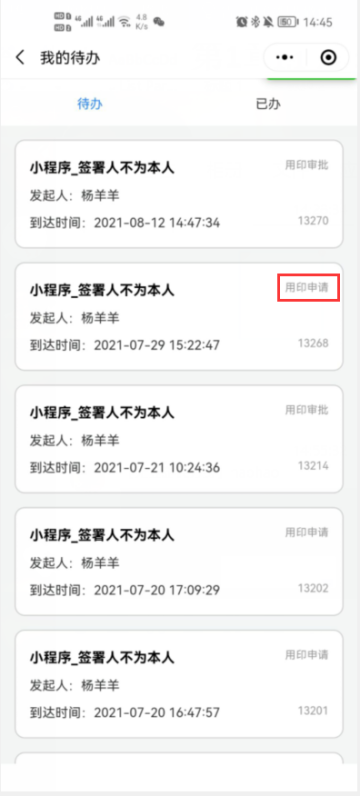 4.8
K/s
80
14:45
我的待办
待办
已办
小程序_签署人不为本人
用印审批
发起人：杨羊羊
到达时间：2021-08-12 14:47:34
13270
小程序_签署人不为本人
用印申请
发起人：杨羊羊
到达时间：2021-07-29 15:22:47
13268
小程序_签署人不为本人
用印审批
发起人：杨羊羊
到达时间：2021-07-21 10:24:36
13214
小程序_签署人不为本人
用印申请
发起人：杨羊羊
到达时间：2021-07-20 17:09:29
13202
小程序_签署人不为本人
用印申请
发起人：杨羊羊
到达时间：2021-07-20 16:47:57
13201